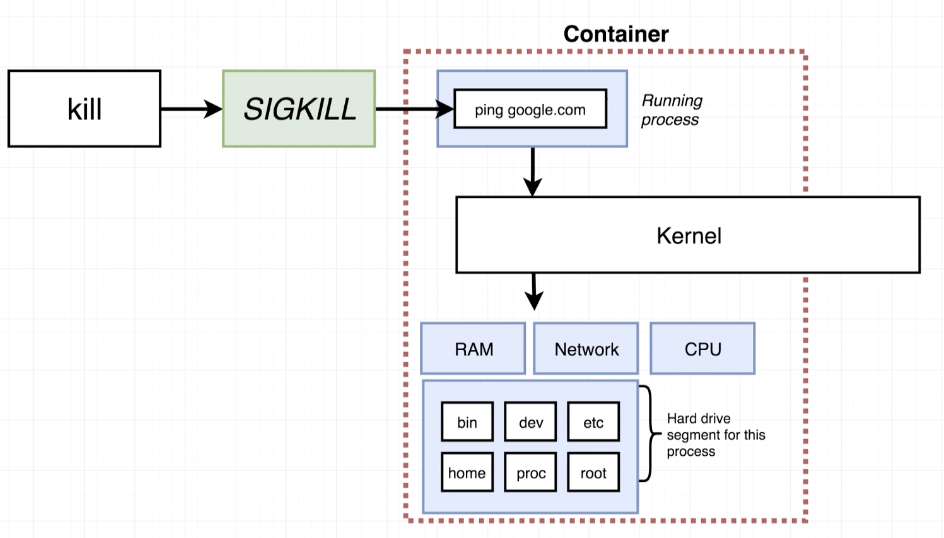 Container
kill
SIGKILL
ping google.com
Running
process
Kernel
RAM
Network
CPU
bin
dev
etc
home
proc
root
Hard drive
segment for this
process